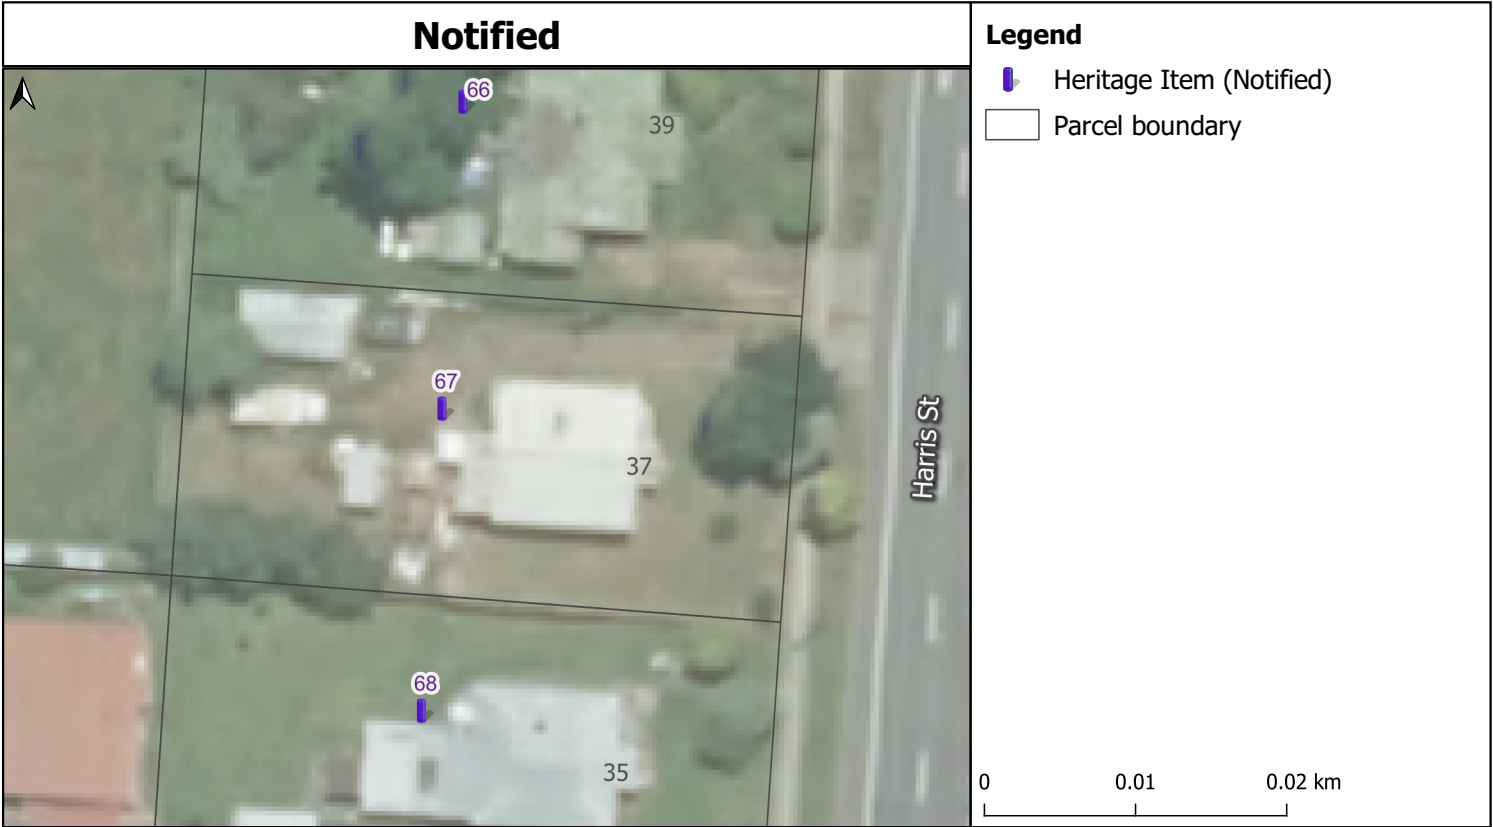 Notified
Legend
Heritage Item (Notified)
Parcel boundary
66
39
67
37
Harris St
68
35
0 0.01 0.02 km